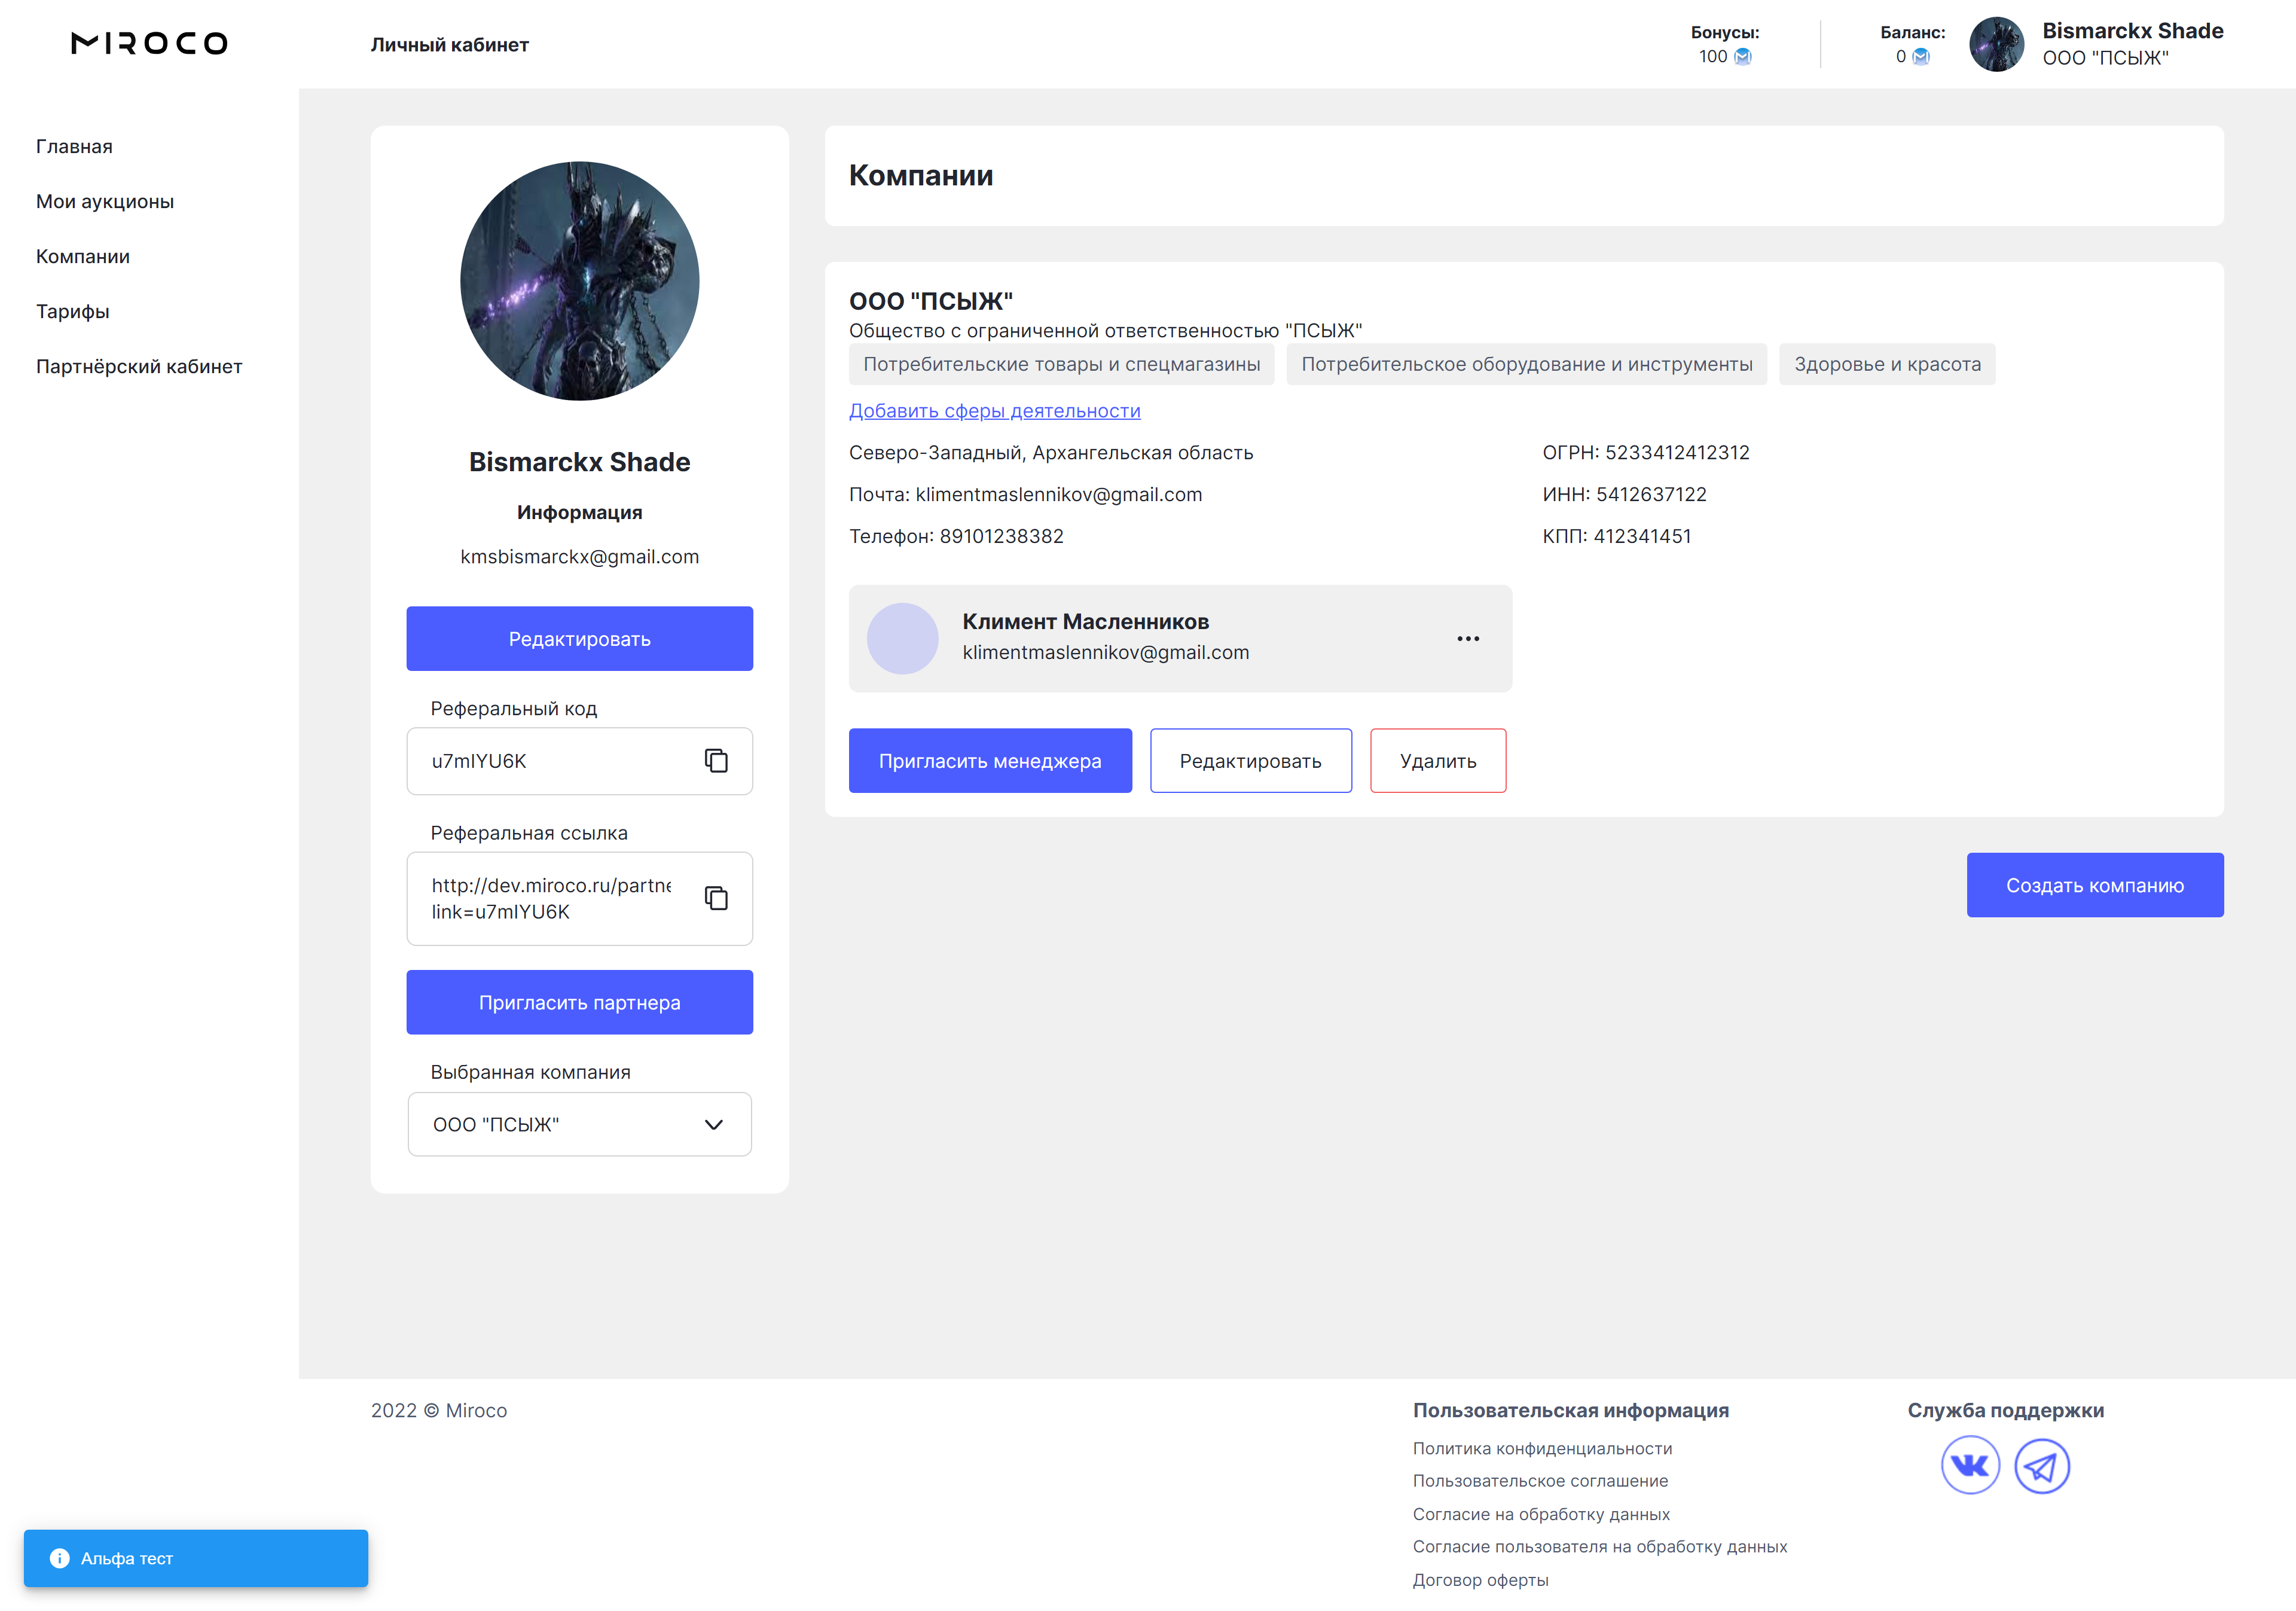 MIROCO
Личный кабинет
Бонусы:
100
Баланс:
0
Bismarckx Shade
ООО "ПСЫЖ"
Главная
Мои аукционы
Компании
Тарифы
Партнёрский кабинет
Bismarckx Shade
Информация
kmsbismarckx@gmail.com
Редактировать
Реферальный код
u7mIYU6K
Реферальная ссылка
http://dev.miroco.ru/partne
link=u7mIYU6K
Пригласить партнера
Выбранная компания
ООО "ПСЫЖ"
Компании
ООО "ПСЫЖ"
Общество с ограниченной ответственностью "ПСЫЖ"
Потребительские товары и спецмагазины Потребительское оборудование и инструменты Здоровье и красота
Добавить сферы деятельности
Северо-Западный, Архангельская область
ОГРН: 5233412412312
Почта: klimentmaslennikov@gmail.com
ИНН: 5412637122
Телефон: 89101238382
КПП: 412341451
Климент Масленников
klimentmaslennikov@gmail.com
Пригласить менеджера Редактировать Удалить
Создать компанию
2022 © Miroco
Пользовательская информация
Политика конфиденциальности
Пользовательское соглашение
Согласие на обработку данных
Согласие пользователя на обработку данных
Договор оферты
Служба поддержки
Альфа тест